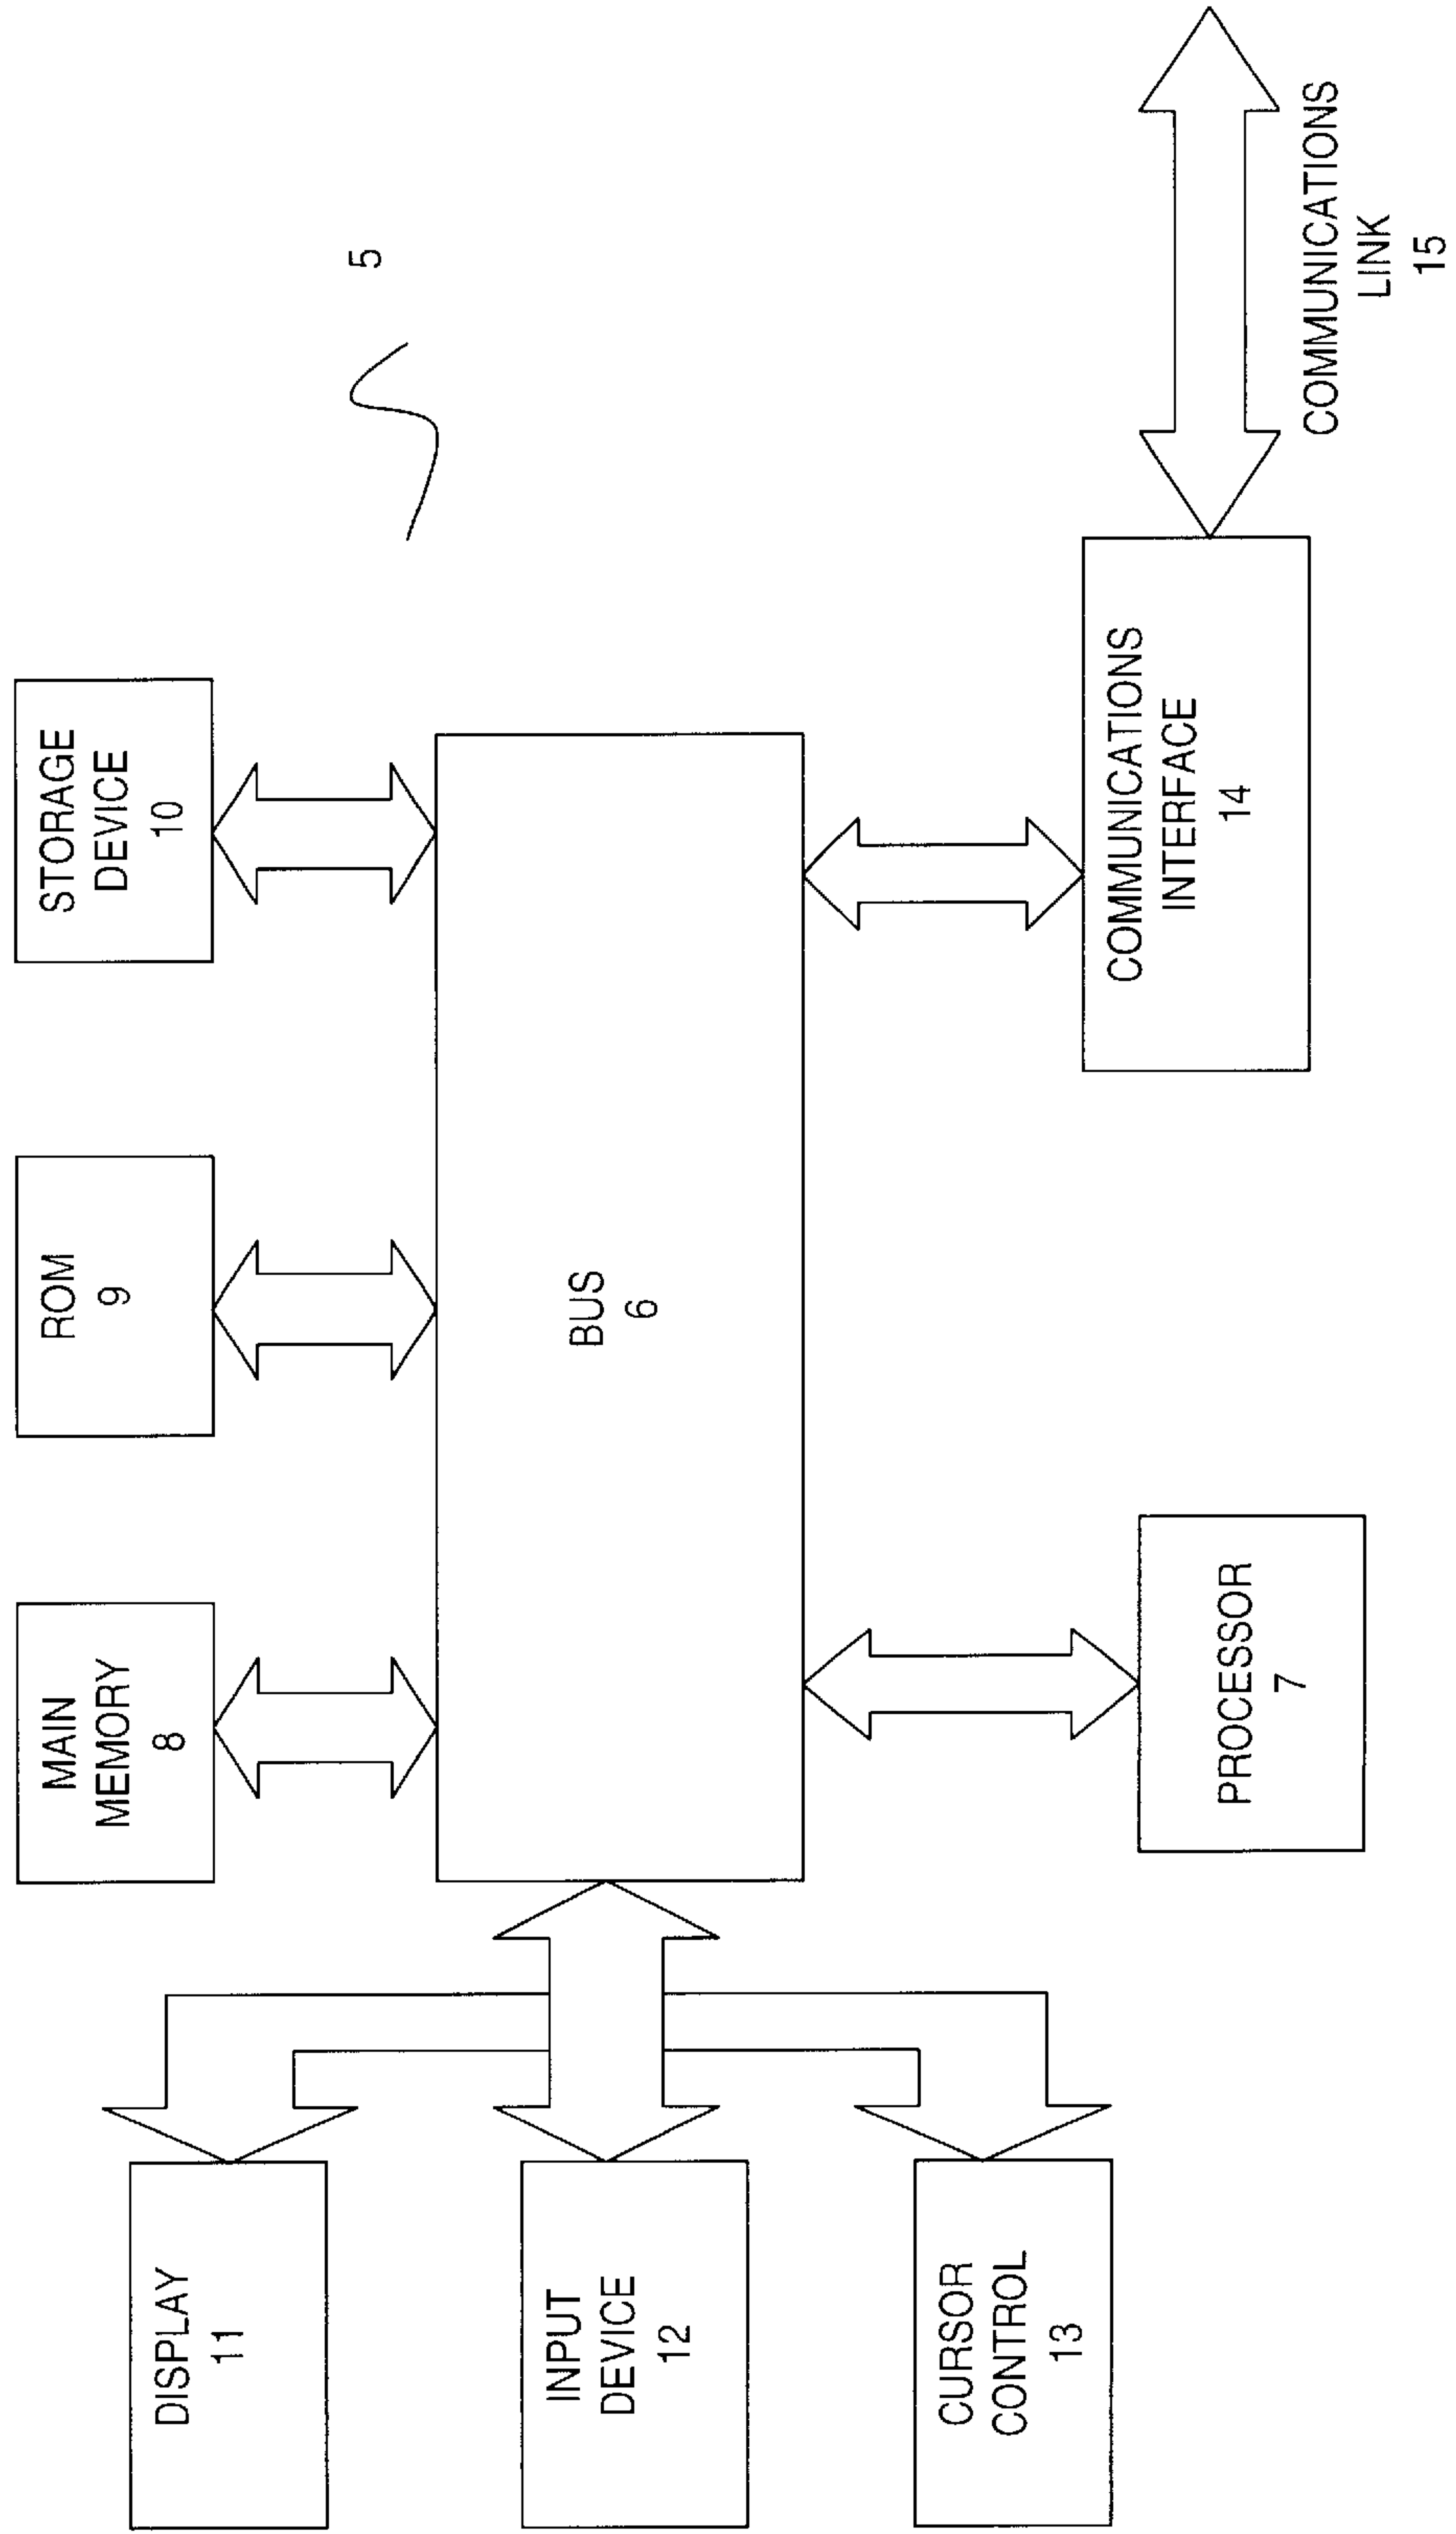 MAIN
MEMORY
8
ROM
9
STORAGE
DEVICE
10
5
DISPLAY
11
INPUT
DEVICE
12
CURSOR
CONTROL
13
BUS
6
PROCESSOR
7
COMMUNICATIONS
INTERFACE
14
COMMUNICATIONS
LINK
15